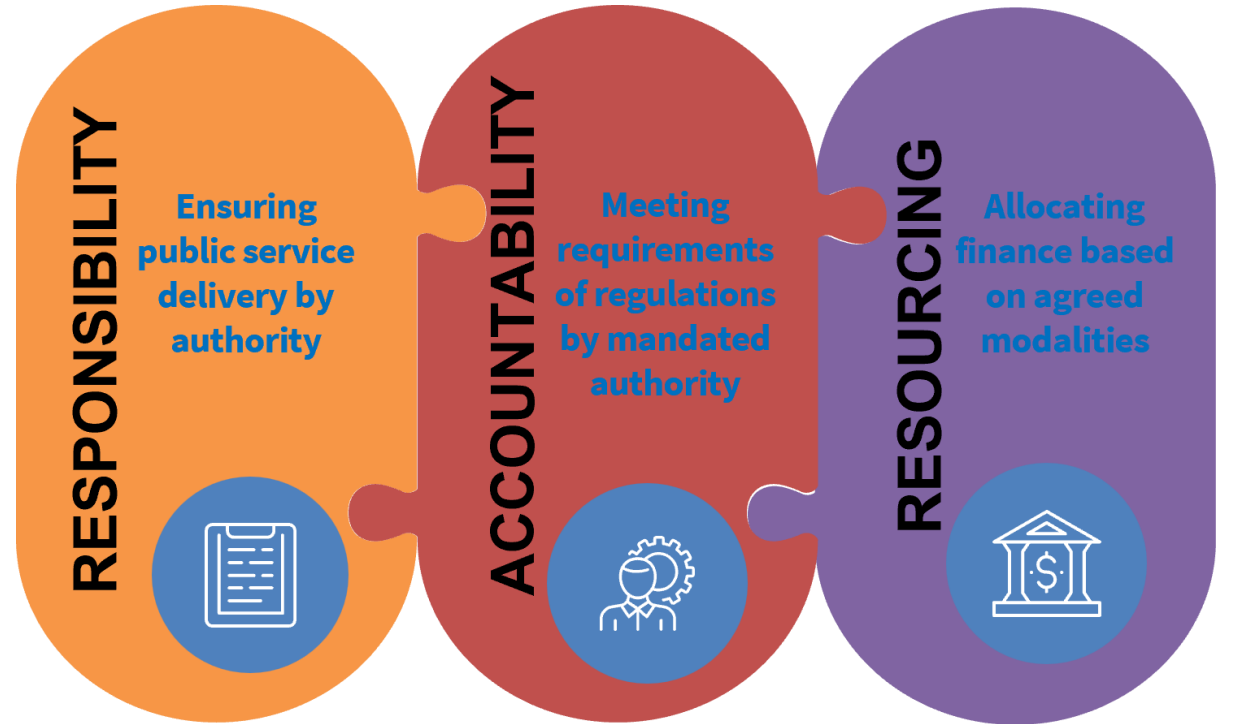 RESPONSIBILITY
Ensuring
public service
delivery by
authority
ACCOUNTABILITY
Meeting
requirements
of regulations
by mandated
authority
RESOURCING
Allocating
finance based
on agreed
modalities
$